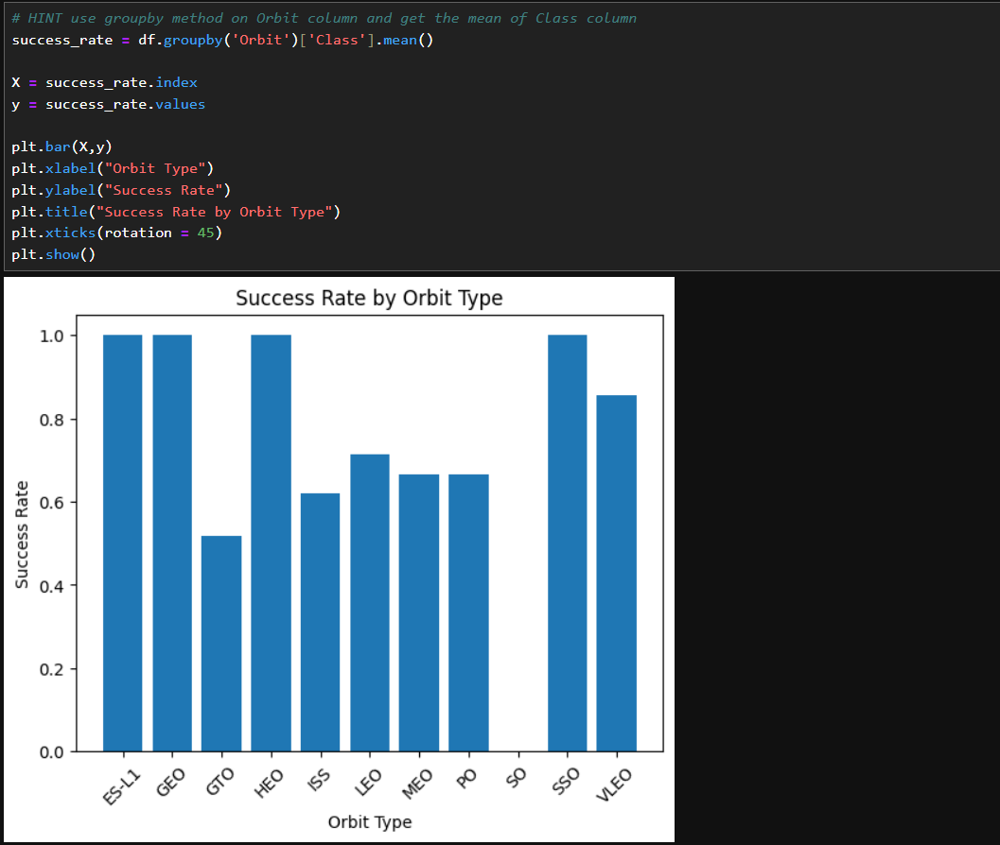 # HINT use groupby method on Orbit column and get the mean of Class column
success_rate = df.groupby('Orbit')['Class'].mean()
X = success_rate.index
y = success_rate.values
plt.bar(X,y)
plt.xlabel("Orbit Type")
plt.ylabel("Success Rate")
plt.title("Success Rate by Orbit Type")
plt.xticks(rotation = 45)
plt.show()
Success Rate by Orbit Type
1.0
0.8
0.6
0.4
0.2
0.0
Success Rate
ES-L1 GEO GTO HEO ISS LEO MEO PO SO SSO VLEO
Orbit Type